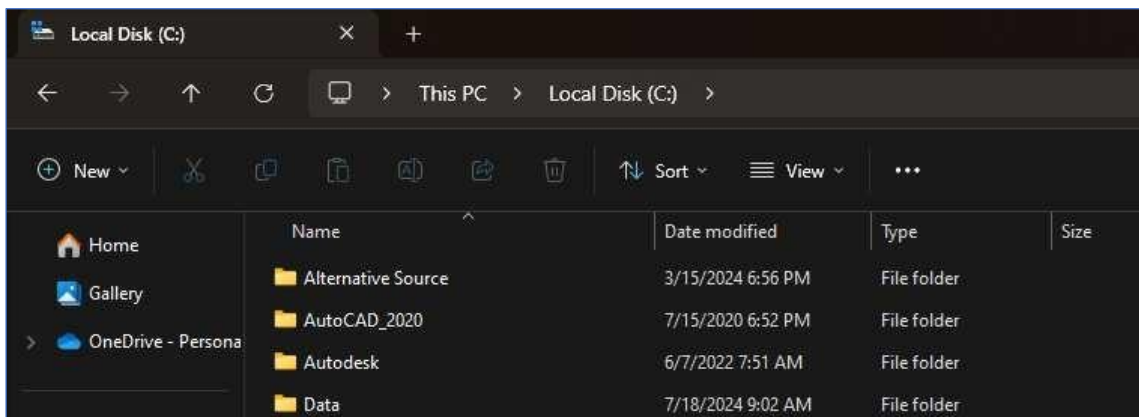 Local Disk (C:)
This PC > Local Disk (C:) >
New Sort View
Name Date modified Type Size
Home
Gallery
OneDrive - Persona
Alternative Source 3/15/2024 6:56 PM File folder
AutoCAD_2020 7/15/2020 6:52 PM File folder
Autodesk 6/7/2022 7:51 AM File folder
Data 7/18/2024 9:02 AM File folder